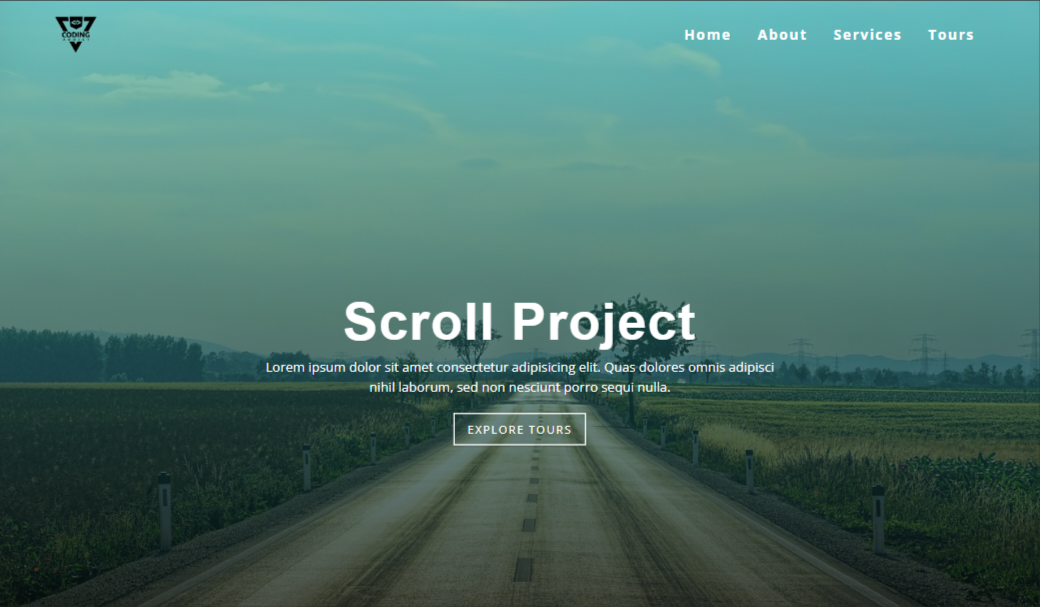 CODING
Home About Services Tours
Scroll Project
Lorem ipsum dolor sit amet consectetur adipisicing elit. Quas dolores omnis adipisci
nihil laborum, sed non nesciunt porro sequi nulla.
EXPLORE TOURS